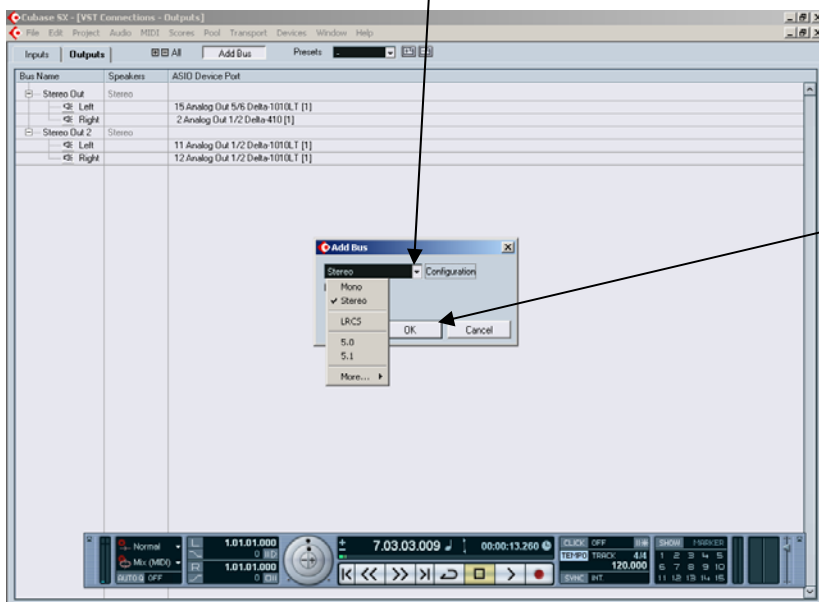 Cubase SX - [VST Connections - Outputs]
File Edit Project Audio MIDI Scores Pool Transport Devices Window Help
Inputs Outputs All Add Bus Presets -
Bus Name Speakers ASIO Device Port
Stereo Out Stereo
Left 15 Analog Out 5/6 Delta-1010LT [1]
Right 2 Analog Out 1/2 Delta-410 [1]
Stereo Out 2 Stereo
Left 11 Analog Out 1/2 Delta-1010LT [1]
Right 12 Analog Out 1/2 Delta-1010LT [1]
Add Bus
Stereo Configuration
Mono
Stereo
LRCS
5.0
5.1
More...
OK Cancel
Normal
Mix (MIDI)
AUTO Q OFF
L 1.01.01.000
0
R 1.01.01.000
0
7.03.03.009 00:00:13.260
CLICK OFF
TEMPO TRACK 4/4
120.000
SYNC INT.
SHOW MARKER
1 2 3 4 5
6 7 8 9 10
11 12 13 14 15